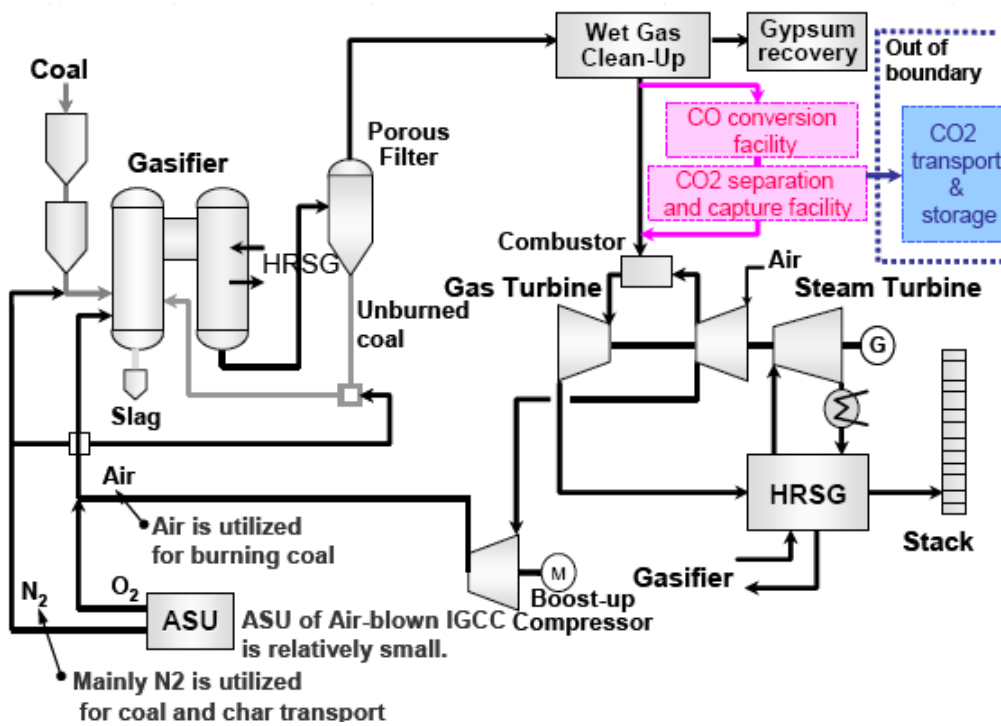 Coal
Gasifier
Porous
Filter
Wet Gas
Clean-Up
Gypsum
recovery
Out of
boundary
CO conversion
facility
CO2 separation
and capture facility
CO2
transport
&
storage
HRSG
Unburned
coal
Combustor
Air
Gas Turbine
Steam Turbine
G
Slag
Air
Air is utilized
for burning coal
HRSG
Stack
Gasifier
M
Boost-up
Compressor
N2
O2
ASU
ASU of Air-blown IGCC
is relatively small.
Mainly N2 is utilized
for coal and char transport